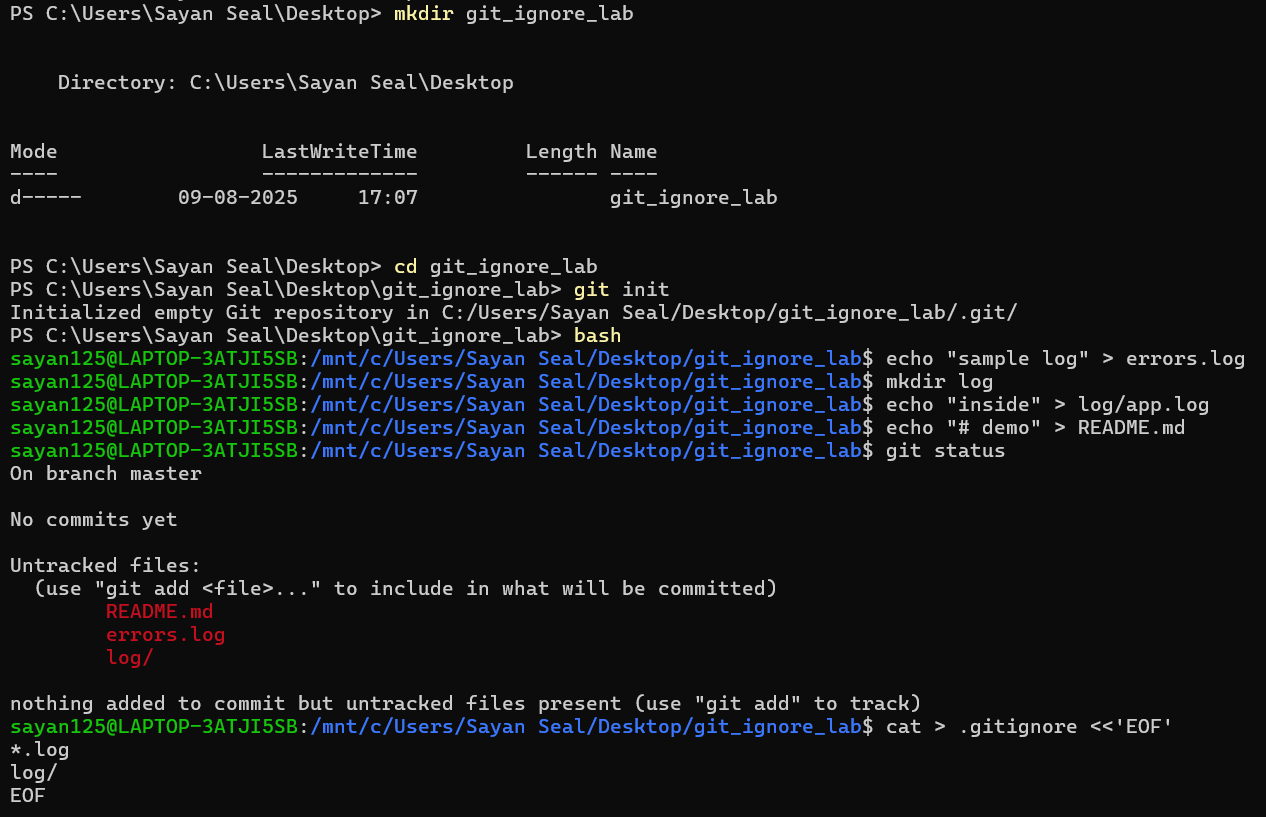 PS C:\Users\Sayan Seal\Desktop> mkdir git_ignore_lab
Directory: C:\Users\Sayan Seal\Desktop
Mode                 LastWriteTime         Length Name
----                 -------------         ------ ----
d-----        09-08-2025     17:07                git_ignore_lab
PS C:\Users\Sayan Seal\Desktop> cd git_ignore_lab
PS C:\Users\Sayan Seal\Desktop\git_ignore_lab> git init
Initialized empty Git repository in C:/Users/Sayan Seal/Desktop/git_ignore_lab/.git/
PS C:\Users\Sayan Seal\Desktop\git_ignore_lab> bash
sayan125@LAPTOP-3ATJI5SB:/mnt/c/Users/Sayan Seal/Desktop/git_ignore_lab$ echo "sample log" > errors.log
sayan125@LAPTOP-3ATJI5SB:/mnt/c/Users/Sayan Seal/Desktop/git_ignore_lab$ mkdir log
sayan125@LAPTOP-3ATJI5SB:/mnt/c/Users/Sayan Seal/Desktop/git_ignore_lab$ echo "inside" > log/app.log
sayan125@LAPTOP-3ATJI5SB:/mnt/c/Users/Sayan Seal/Desktop/git_ignore_lab$ echo "# demo" > README.md
sayan125@LAPTOP-3ATJI5SB:/mnt/c/Users/Sayan Seal/Desktop/git_ignore_lab$ git status
On branch master
No commits yet
Untracked files:
  (use "git add <file>..." to include in what will be committed)
        README.md
        errors.log
        log/
nothing added to commit but untracked files present (use "git add" to track)
sayan125@LAPTOP-3ATJI5SB:/mnt/c/Users/Sayan Seal/Desktop/git_ignore_lab$ cat > .gitignore <<'EOF'
*.log
log/
EOF